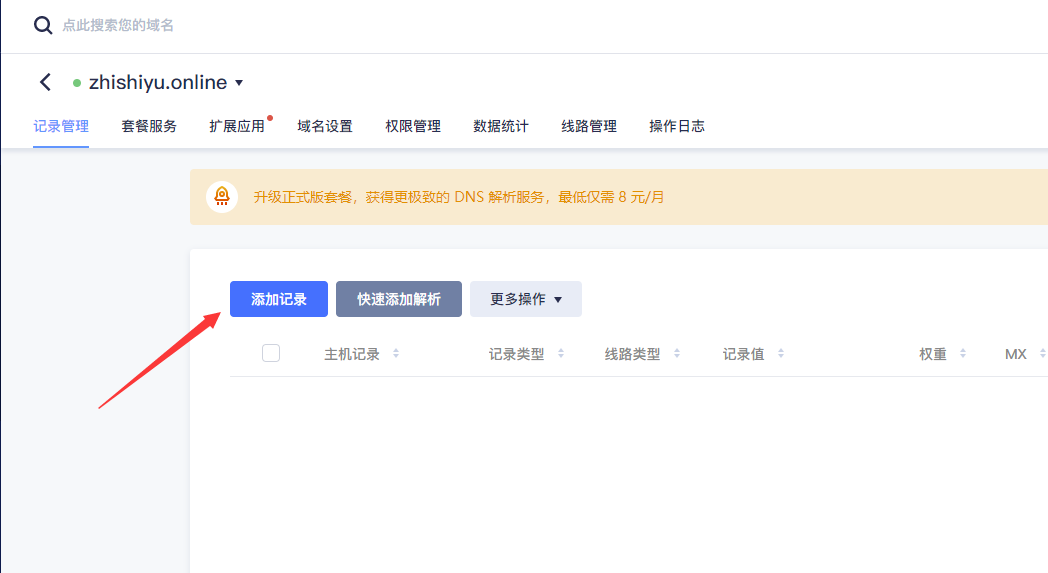 点此搜索您的域名
zhishiyu.online
记录管理 套餐服务 扩展应用 域名设置 权限管理 数据统计 线路管理 操作日志
升级正式版套餐，获得更极致的 DNS 解析服务，最低仅需 8 元/月
添加记录 快速添加解析 更多操作
主机记录 记录类型 线路类型 记录值 权重 MX